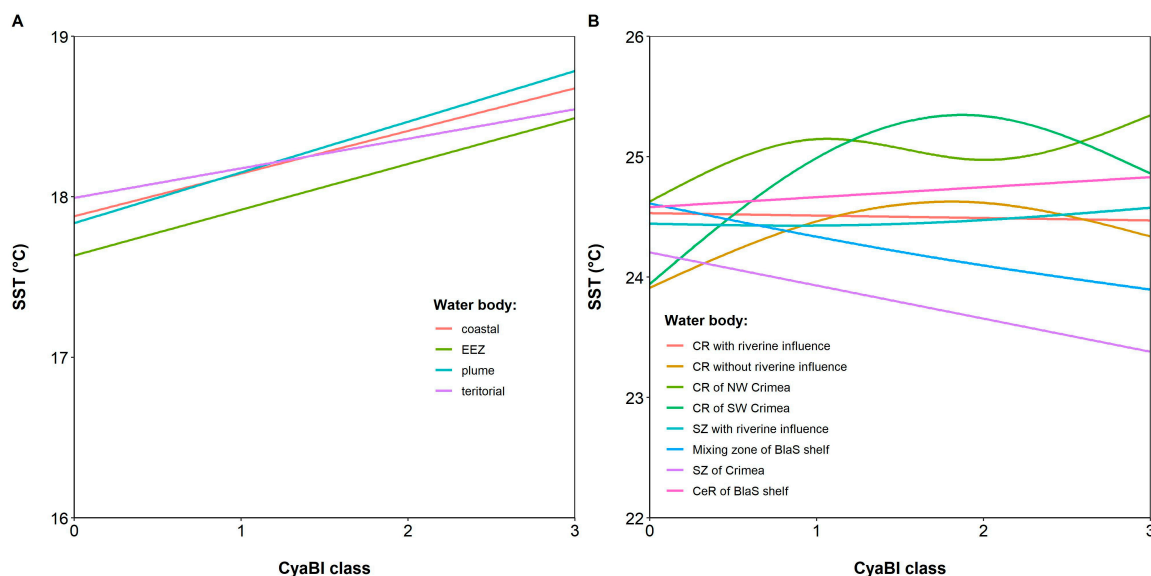 A
19
18
17
16
SST (°C)
0
1
2
3
CyaBl class
Water body:
coastal
EEZ
plume
teritorial
B
26
25
24
23
22
SST (°C)
0
1
2
3
CyaBl class
Water body:
CR with riverine influence
CR without riverine influence
CR of NW Crimea
CR of SW Crimea
SZ with riverine influence
Mixing zone of BlaS shelf
SZ of Crimea
CeR of BlaS shelf